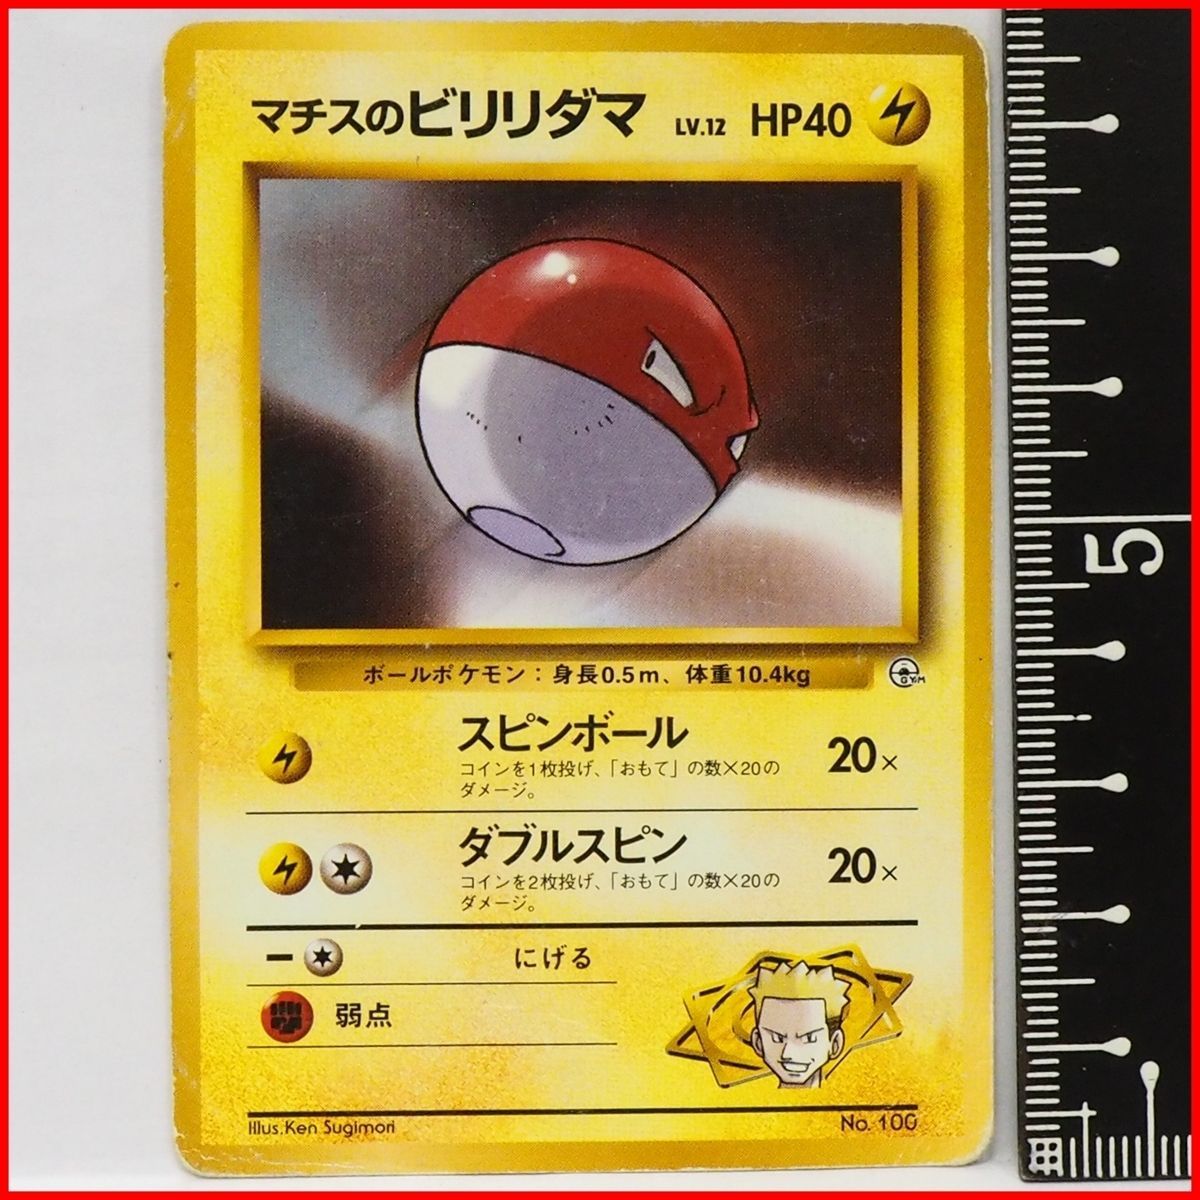 マチスのビリリダマ LV.12 HP40
ボールポケモン：身長0.5m、体重10.4kg
GYM
スピンボール 20×
コインを1枚投げ、「おもて」の数×20の
ダメージ。
ダブルスピン 20×
コインを2枚投げ、「おもて」の数×20の
ダメージ。
にげる
弱点
Illus.Ken Sugimori
No. 100
5